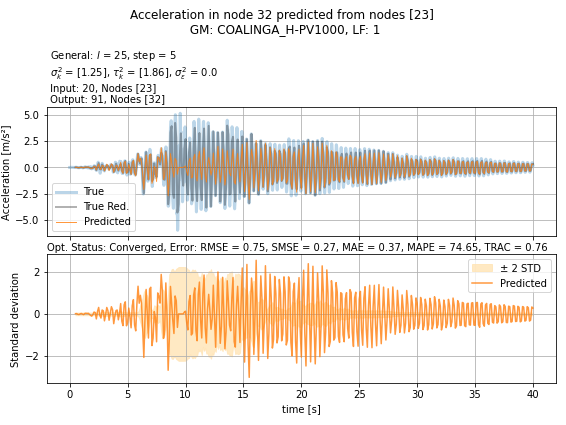 Acceleration in node 32 predicted from nodes [23]
GM: COALINGA_H-PV1000, LF: 1
General: l = 25, step = 5
σ²ₖ = [1.25], τ²ₖ = [1.86], σ²ε = 0.0
Input: 20, Nodes [23]
Output: 91, Nodes [32]
Acceleration [m/s²]
5.0
2.5
0.0
−2.5
−5.0
True
True Red.
Predicted
Opt. Status: Converged, Error: RMSE = 0.75, SMSE = 0.27, MAE = 0.37, MAPE = 74.65, TRAC = 0.76
Standard deviation
2
0
−2
± 2 STD
Predicted
0 5 10 15 20 25 30 35 40
time [s]